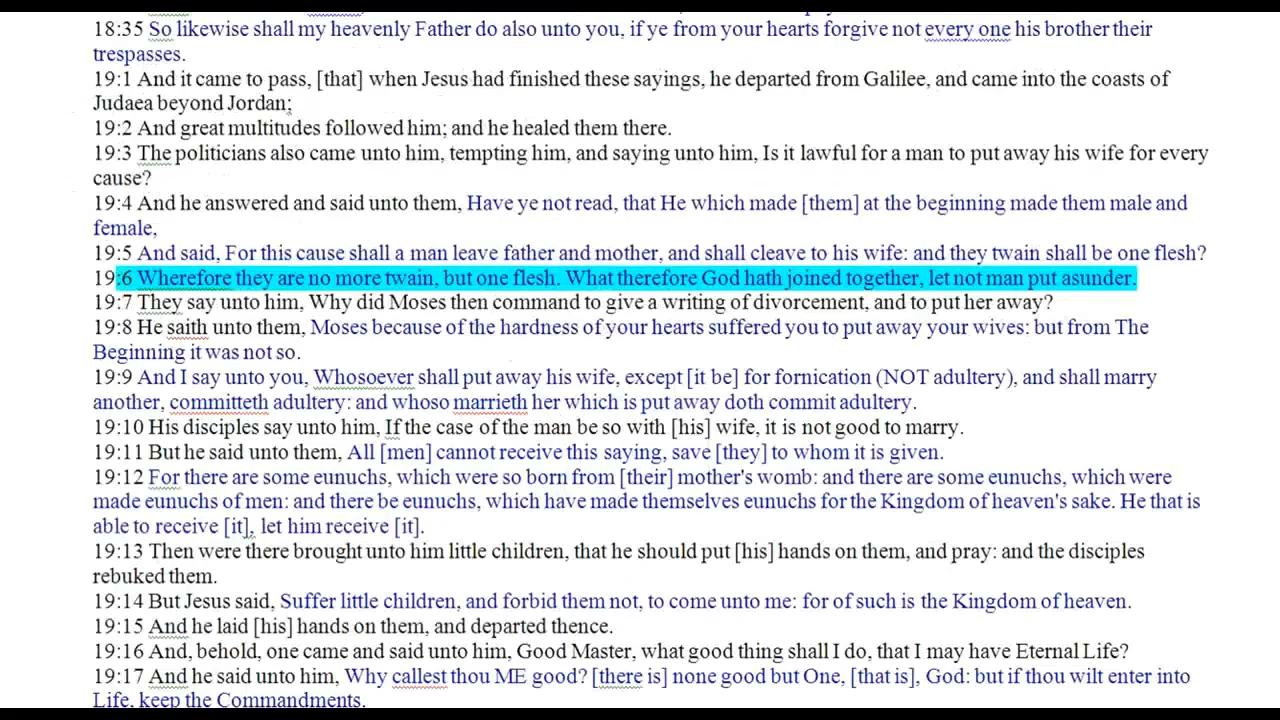 18:35 So likewise shall my heavenly Father do also unto you, if ye from your hearts forgive not every one his brother their
trespasses.
19:1 And it came to pass, [that] when Jesus had finished these sayings, he departed from Galilee, and came into the coasts of
Judaea beyond Jordan;
19:2 And great multitudes followed him; and he healed them there.
19:3 The politicians also came unto him, tempting him, and saying unto him, Is it lawful for a man to put away his wife for every
cause?
19:4 And he answered and said unto them, Have ye not read, that He which made [them] at the beginning made them male and
female,
19:5 And said, For this cause shall a man leave father and mother, and shall cleave to his wife: and they twain shall be one flesh?
19:6 Wherefore they are no more twain, but one flesh. What therefore God hath joined together, let not man put asunder.
19:7 They say unto him, Why did Moses then command to give a writing of divorcement, and to put her away?
19:8 He saith unto them, Moses because of the hardness of your hearts suffered you to put away your wives: but from The
Beginning it was not so.
19:9 And I say unto you, Whosoever shall put away his wife, except [it be] for fornication (NOT adultery), and shall marry
another, committeth adultery: and whoso marrieth her which is put away doth commit adultery.
19:10 His disciples say unto him, If the case of the man be so with [his] wife, it is not good to marry.
19:11 But he said unto them, All [men] cannot receive this saying, save [they] to whom it is given.
19:12 For there are some eunuchs, which were so born from [their] mother's womb: and there are some eunuchs, which were
made eunuchs of men: and there be eunuchs, which have made themselves eunuchs for the Kingdom of heaven's sake. He that is
able to receive [it], let him receive [it].
19:13 Then were there brought unto him little children, that he should put [his] hands on them, and pray: and the disciples
rebuked them.
19:14 But Jesus said, Suffer little children, and forbid them not, to come unto me: for of such is the Kingdom of heaven.
19:15 And he laid [his] hands on them, and departed thence.
19:16 And, behold, one came and said unto him, Good Master, what good thing shall I do, that I may have Eternal Life?
19:17 And he said unto him, Why callest thou ME good? [there is] none good but One, [that is], God: but if thou wilt enter into
Life, keep the Commandments.